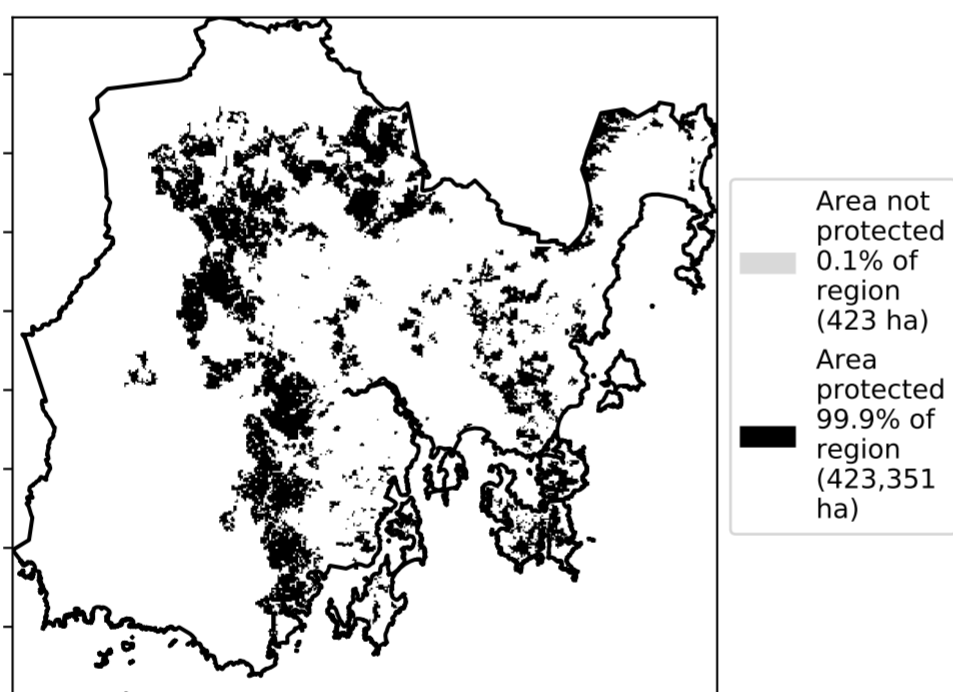 Area not
protected
0.1% of
region
(423 ha)
Area
protected
99.9% of
region
(423,351
ha)